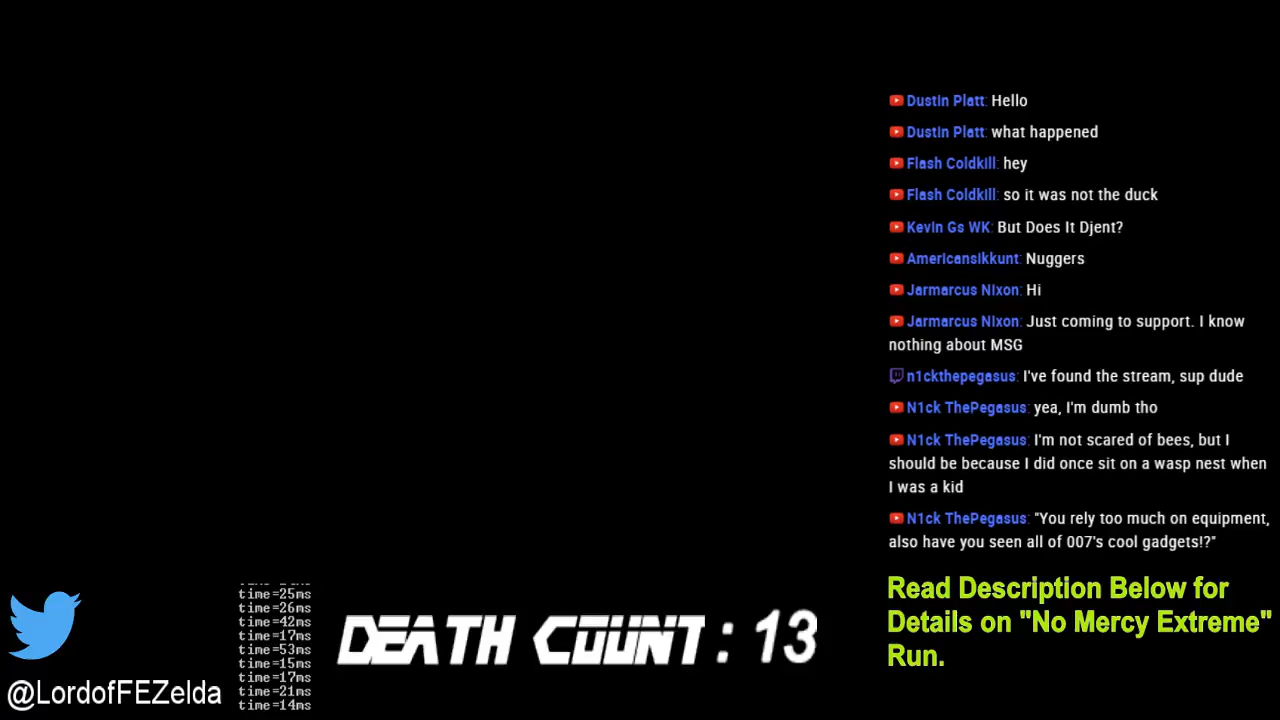 Dustin Platt: Hello
Dustin Platt: what happened
Flash Coldkill: hey
Flash Coldkill: so it was not the duck
Kevin Gs WK: But Does It Djent?
Americansikkunt: Nuggers
Jarmarcus Nixon: Hi
Jarmarcus Nixon: Just coming to support. I know
nothing about MSG
n1ckthepegasus: I've found the stream, sup dude
N1ck ThePegasus: yea, I'm dumb tho
N1ck ThePegasus: I'm not scared of bees, but I
should be because I did once sit on a wasp nest when
I was a kid
N1ck ThePegasus: "You rely too much on equipment,
also have you seen all of 007's cool gadgets!?"
Read Description Below for
Details on "No Mercy Extreme"
Run.
time=25ms
time=26ms
time=42ms
time=17ms
time=53ms
time=15ms
time=17ms
time=21ms
time=14ms
DEATH COUNT : 13
@LordofFEZelda